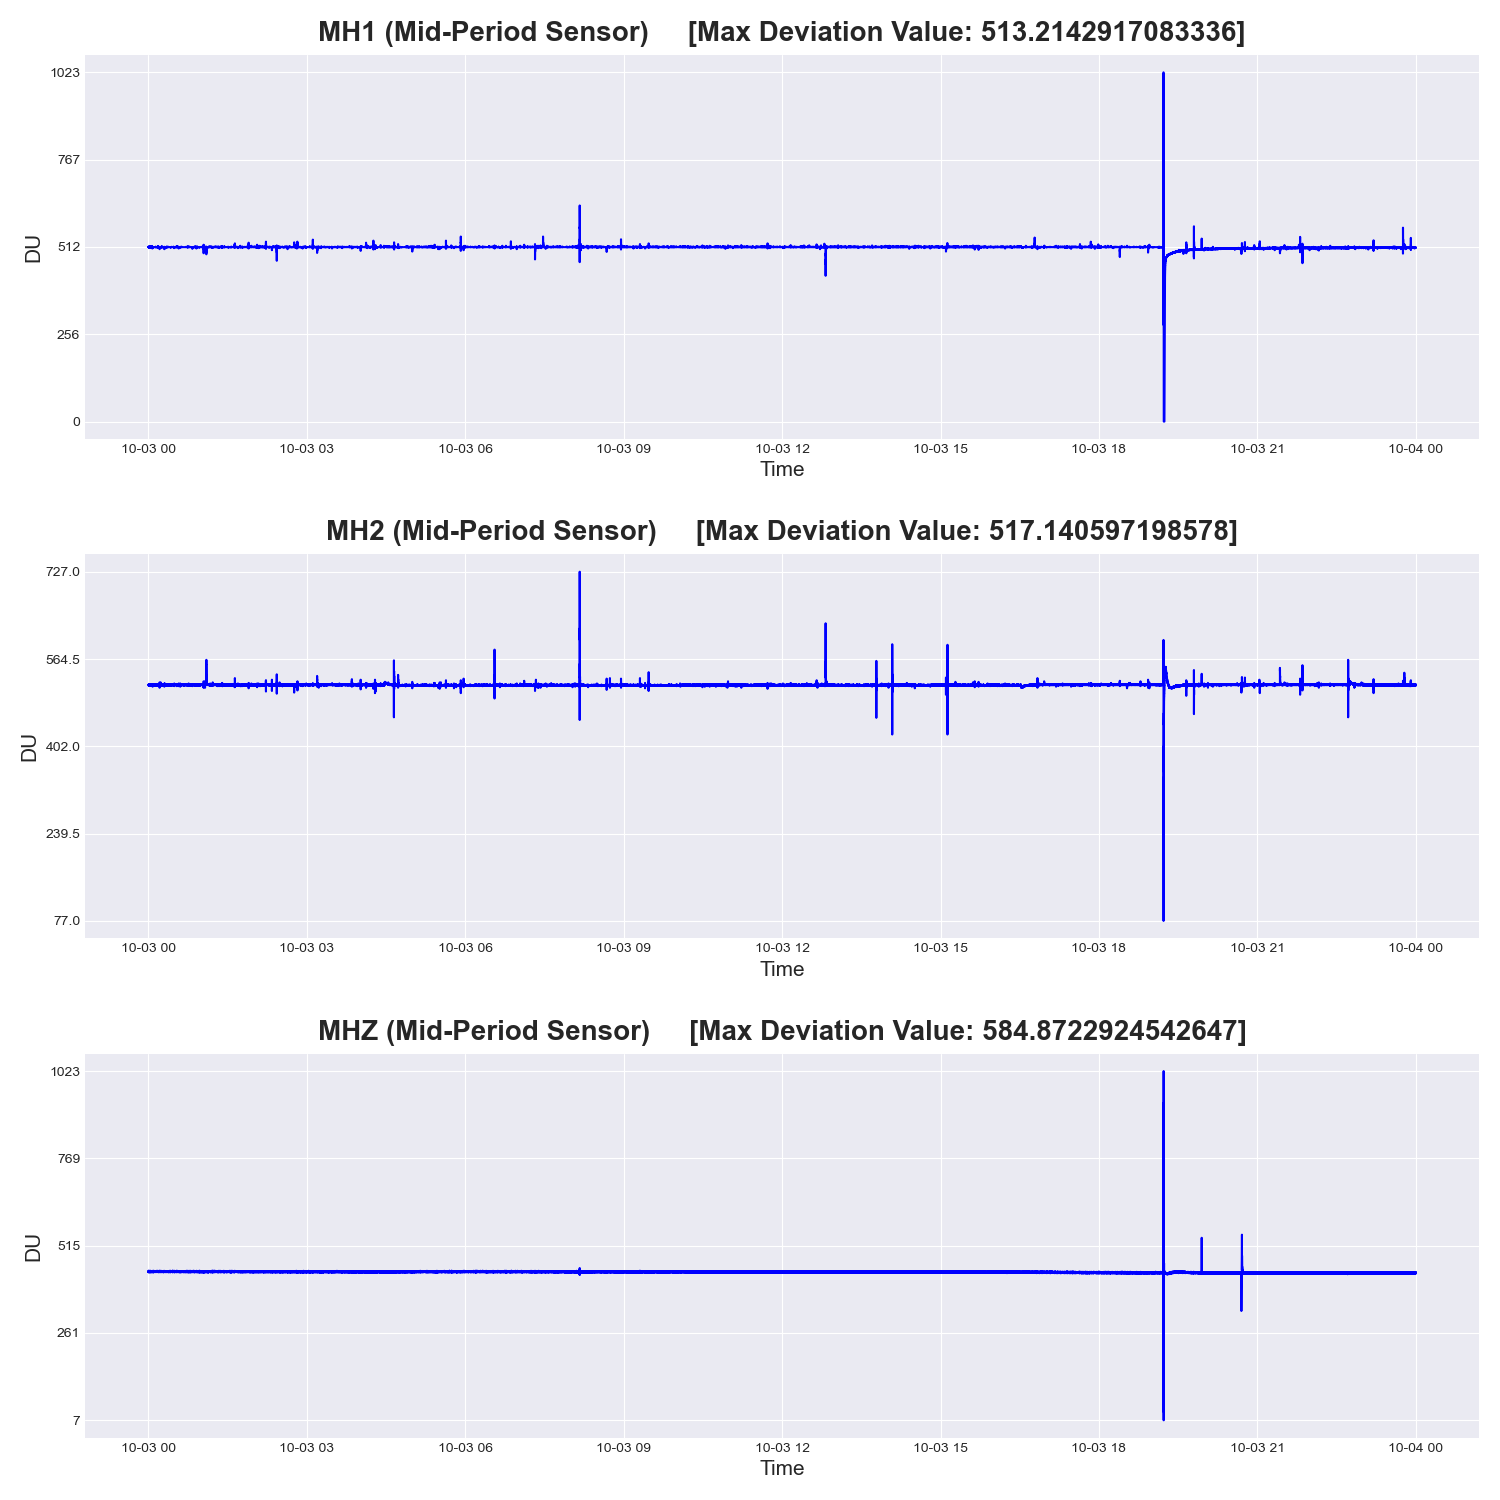 MH1 (Mid-Period Sensor) [Max Deviation Value: 513.2142917083336]
1023
767
512
256
0
DU
10-03 00 10-03 03 10-03 06 10-03 09 10-03 12 10-03 15 10-03 18 10-03 21 10-04 00
Time
MH2 (Mid-Period Sensor) [Max Deviation Value: 517.140597198578]
727.0
564.5
402.0
239.5
77.0
DU
10-03 00 10-03 03 10-03 06 10-03 09 10-03 12 10-03 15 10-03 18 10-03 21 10-04 00
Time
MHZ (Mid-Period Sensor) [Max Deviation Value: 584.8722924542647]
1023
769
515
261
7
DU
10-03 00 10-03 03 10-03 06 10-03 09 10-03 12 10-03 15 10-03 18 10-03 21 10-04 00
Time